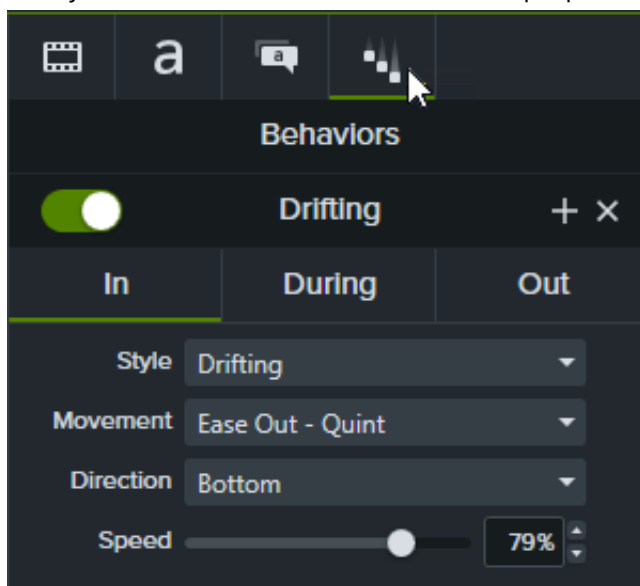 a
a
Behaviors
Drifting
In During Out
Style Drifting
Movement Ease Out - Quint
Direction Bottom
Speed 79%